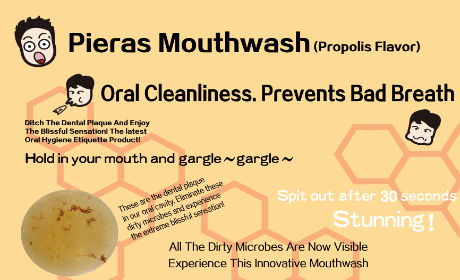 Pieras Mouthwash (Propolis Flavor)
Oral Cleanliness. Prevents Bad Breath
Ditch The Dental Plaque And Enjoy
The Blissful Sensation! The latest
Oral Hygiene Etiquette Product!
Hold in your mouth and gargle～gargle～
These are the dental plaque
in our oral cavity. Eliminate these
dirty microbes and experience
the extreme blissful sensation!
Spit out after 30 seconds
Stunning!
All The Dirty Microbes Are Now Visible
Experience This Innovative Mouthwash